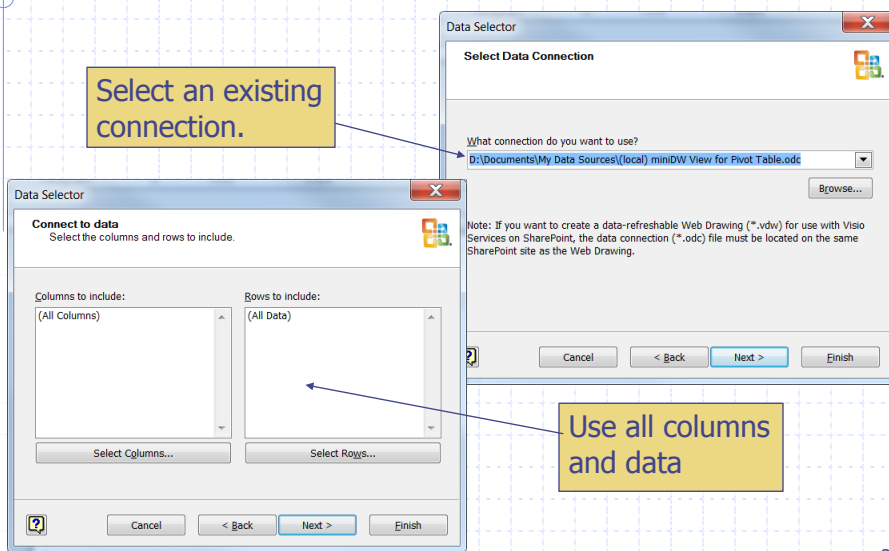 Data Selector
Select Data Connection
Select an existing
connection.
What connection do you want to use?
D:\Documents\My Data Sources\(local) miniDW View for Pivot Table.odc
Browse...
Note: If you want to create a data-refreshable Web Drawing (*.vdw) for use with Visio
Services on SharePoint, the data connection (*.odc) file must be located on the same
SharePoint site as the Web Drawing.
Cancel
< Back
Next >
Finish
Data Selector
Connect to data
Select the columns and rows to include.
Columns to include:
Rows to include:
(All Columns)
(All Data)
Select Columns...
Select Rows...
Cancel
< Back
Next >
Finish
Use all columns
and data